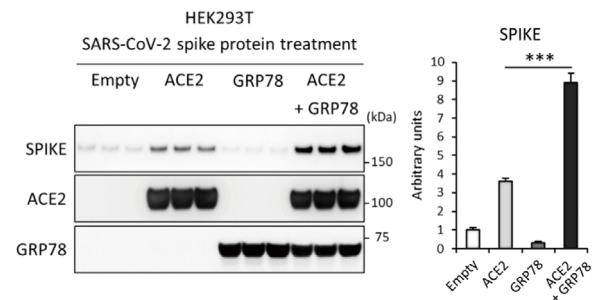 HEK293T
SARS-CoV-2 spike protein treatment
Empty ACE2 GRP78 ACE2
+ GRP78
(kDa)
SPIKE
150
ACE2
100
75
GRP78
SPIKE
***
10
9
8
7
6
5
4
3
2
1
0
Arbitrary units
Empty
ACE2
GRP78
ACE2
+ GRP78